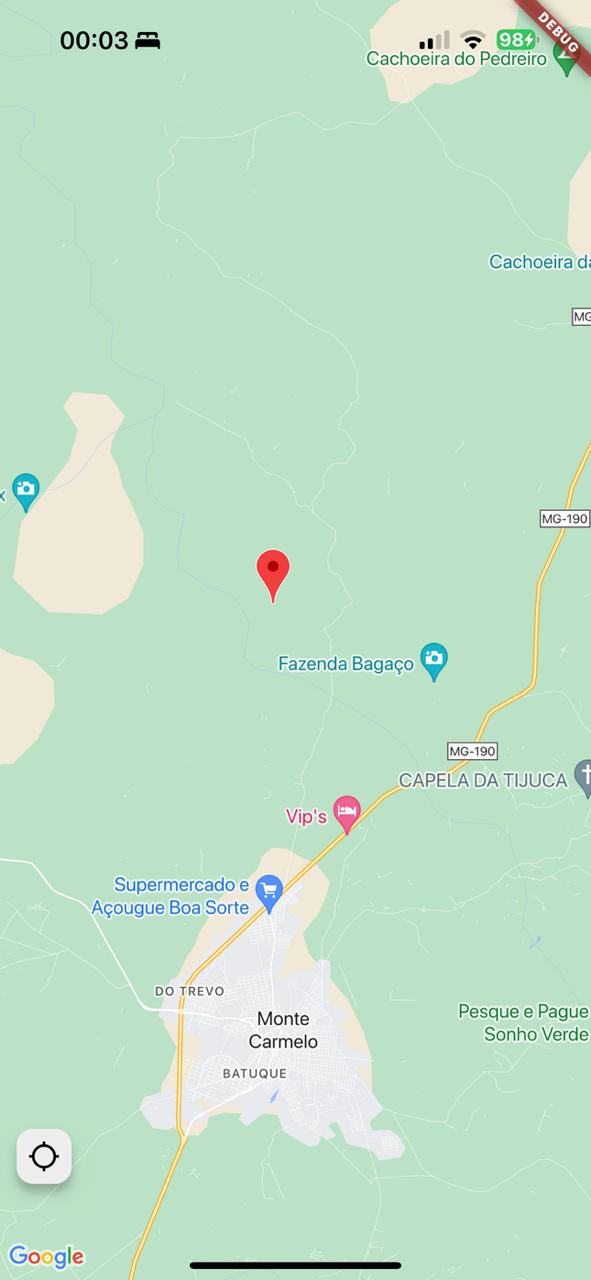 00:03
98
DEBUG
Cachoeira do Pedreiro
Cachoeira da
MG
x
MG-190
Fazenda Bagaço
MG-190
CAPELA DA TIJUCA
Vip's
Supermercado e
Açougue Boa Sorte
DO TREVO
Monte
Carmelo
Pesque e Pague
Sonho Verde
BATUQUE
Google